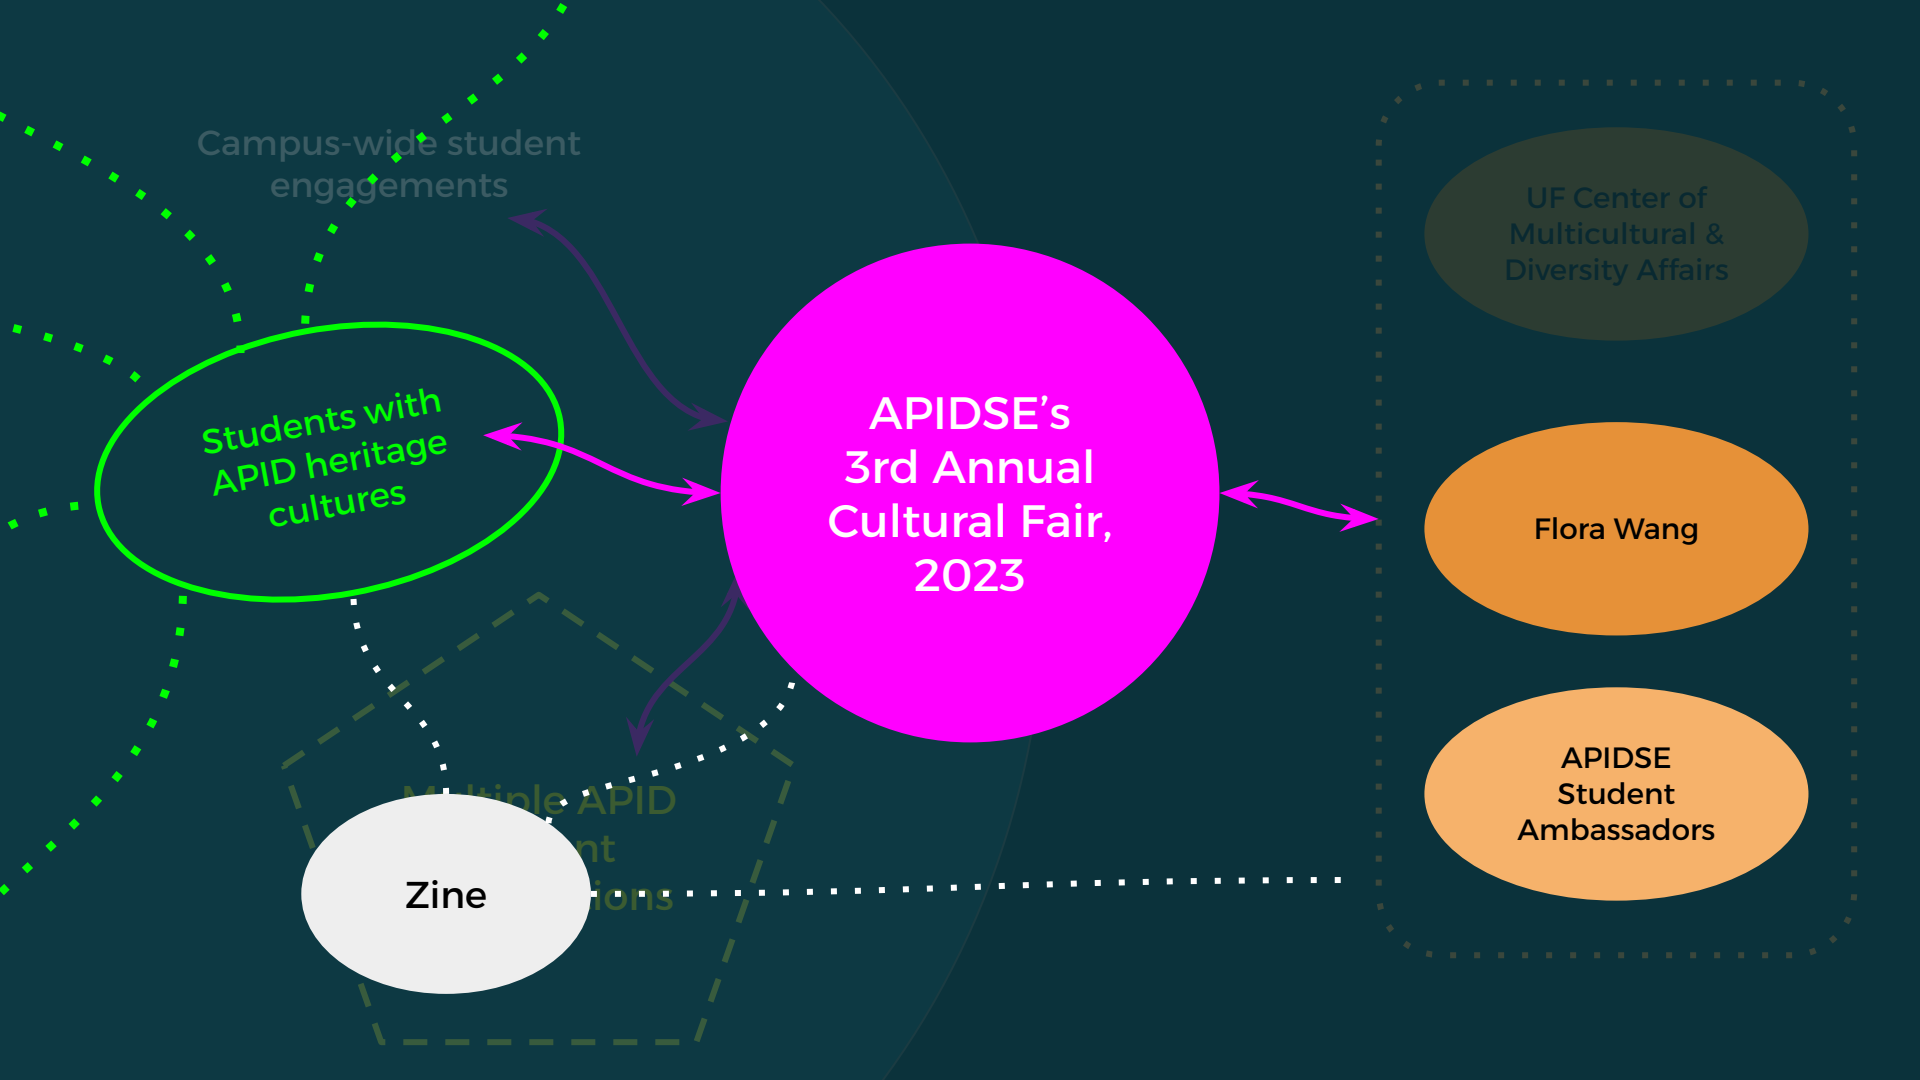 Campus-wide student
engagements
Students with
APID heritage
cultures
APIDSE’s
3rd Annual
Cultural Fair,
2023
UF Center of
Multicultural &
Diversity Affairs
Flora Wang
APIDSE
Student
Ambassadors
APID
Zine